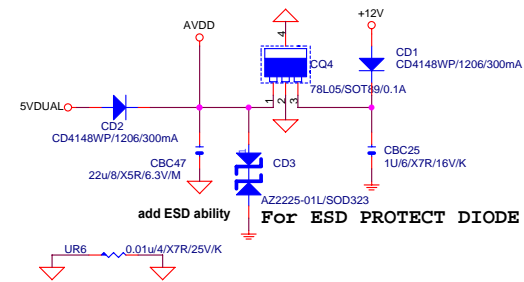 AVDD
+12V
4
CQ4
CD1
CD4148WP/1206/300mA
78L05/SOT89/0.1A
1
2
3
5VDUAL
CD2
CD4148WP/1206/300mA
CBC47
22u/8/X5R/6.3V/M
CD3
CBC25
1U/6/X7R/16V/K
AZ2225-01L/SOD323
add ESD ability
For ESD PROTECT DIODE
UR6
0.01u/4/X7R/25V/K